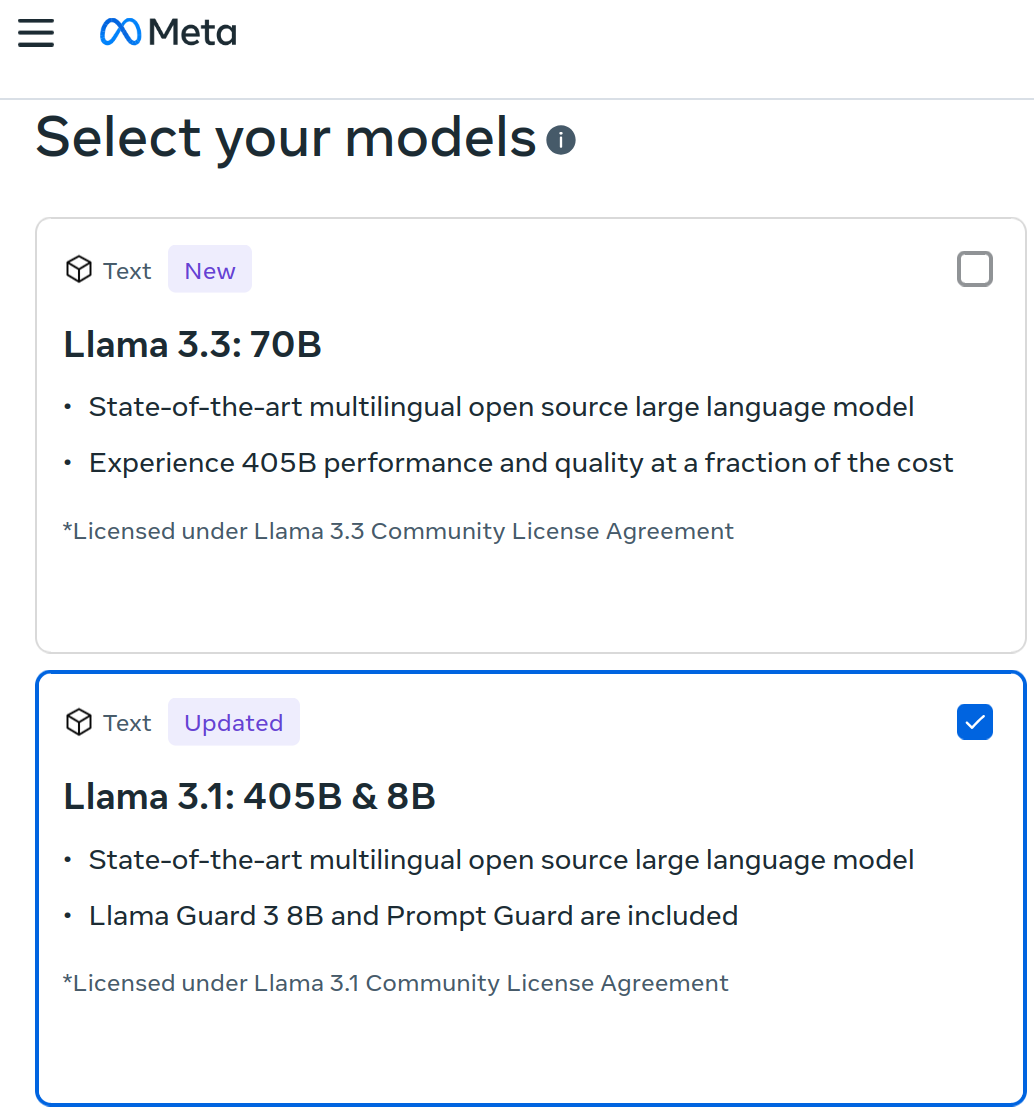 Meta
Select your models
Text New
Llama 3.3: 70B
• State-of-the-art multilingual open source large language model
• Experience 405B performance and quality at a fraction of the cost
*Licensed under Llama 3.3 Community License Agreement
Text Updated
Llama 3.1: 405B & 8B
• State-of-the-art multilingual open source large language model
• Llama Guard 3 8B and Prompt Guard are included
*Licensed under Llama 3.1 Community License Agreement